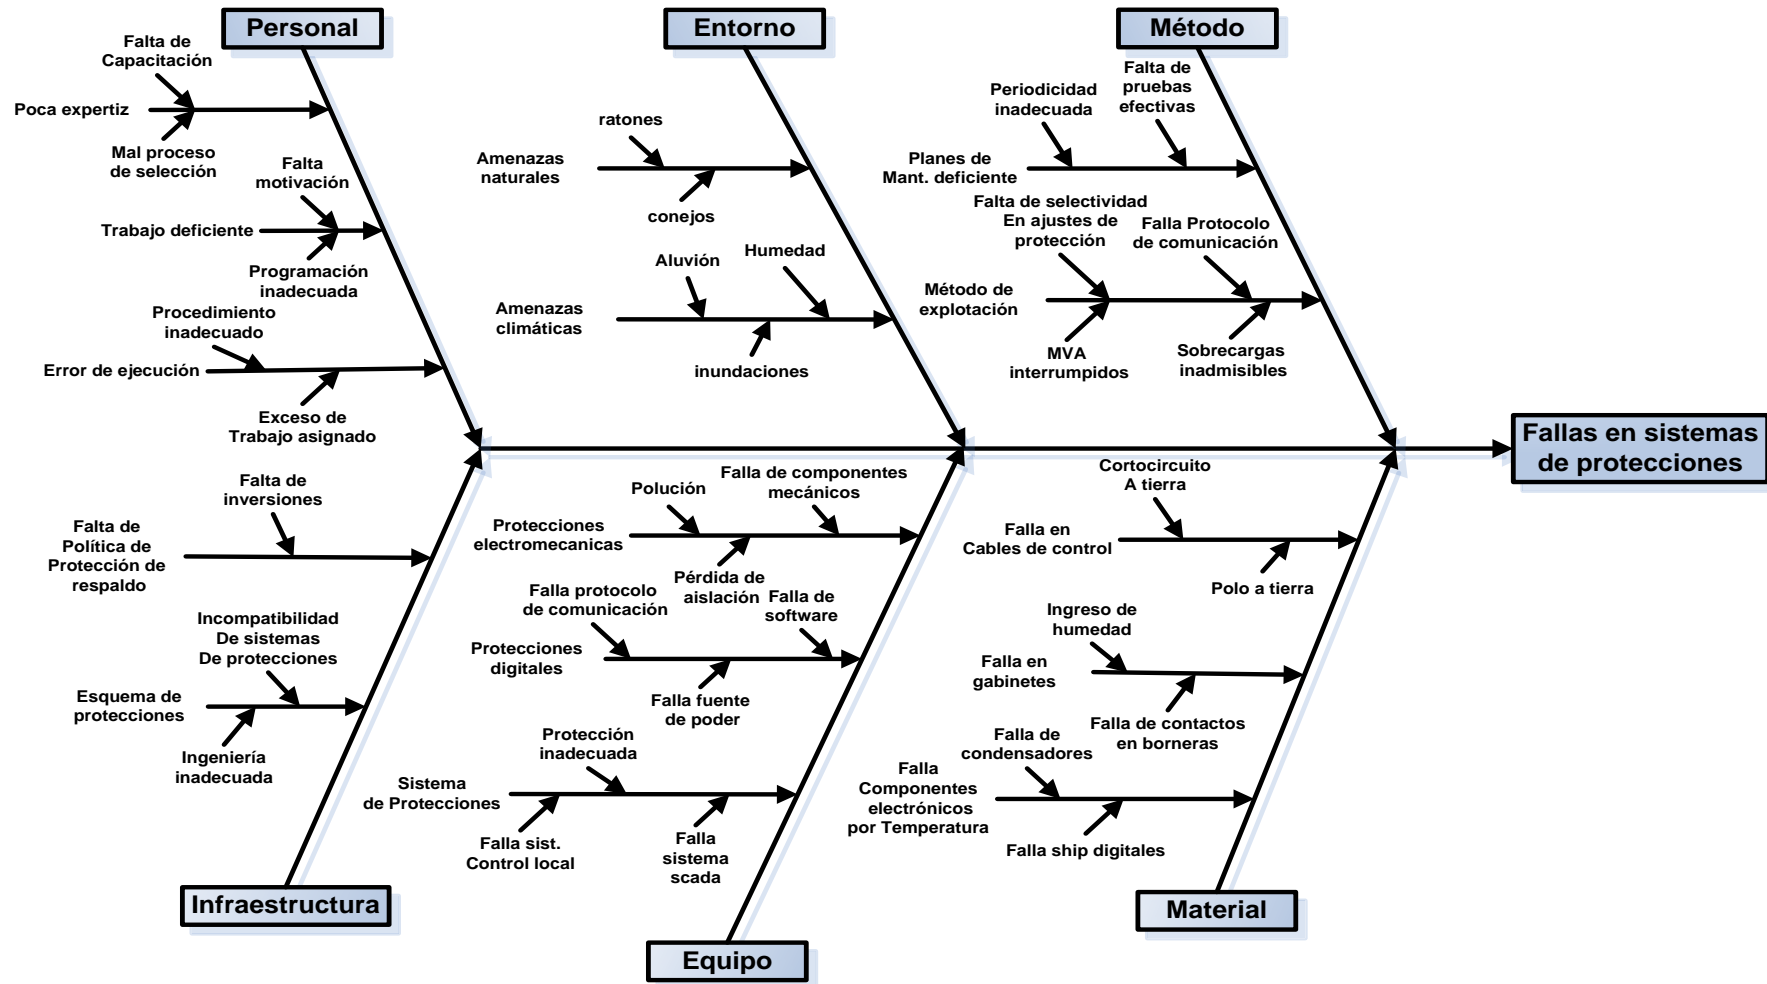 Personal
Entorno
Método
Falta de
Capacitación
Poca expertiz
Mal proceso
de selección
Falta
motivación
Trabajo deficiente
Programación
inadecuada
Procedimiento
inadecuado
Error de ejecución
Exceso de
Trabajo asignado
ratones
Amenazas
naturales
conejos
Aluvión
Humedad
Amenazas
climáticas
inundaciones
Periodicidad
inadecuada
Falta de
pruebas
efectivas
Planes de
Mant. deficiente
Falta de selectividad
En ajustes de
protección
Falla Protocolo
de comunicación
Método de
explotación
MVA
interrumpidos
Sobrecargas
inadmisibles
Fallas en sistemas
de protecciones
Falta de
inversiones
Falta de
Política de
Protección de
respaldo
Incompatibilidad
De sistemas
De protecciones
Esquema de
protecciones
Ingeniería
inadecuada
Infraestructura
Polución
Falla de componentes
mecánicos
Protecciones
electromecanicas
Pérdida de
aislación
Falla protocolo
de comunicación
Falla de
software
Protecciones
digitales
Falla fuente
de poder
Protección
inadecuada
Sistema
de Protecciones
Falla sist.
Control local
Falla
sistema
scada
Equipo
Cortocircuito
A tierra
Falla en
Cables de control
Polo a tierra
Ingreso de
humedad
Falla en
gabinetes
Falla de contactos
en borneras
Falla de
condensadores
Falla
Componentes
electrónicos
por Temperatura
Falla ship digitales
Material